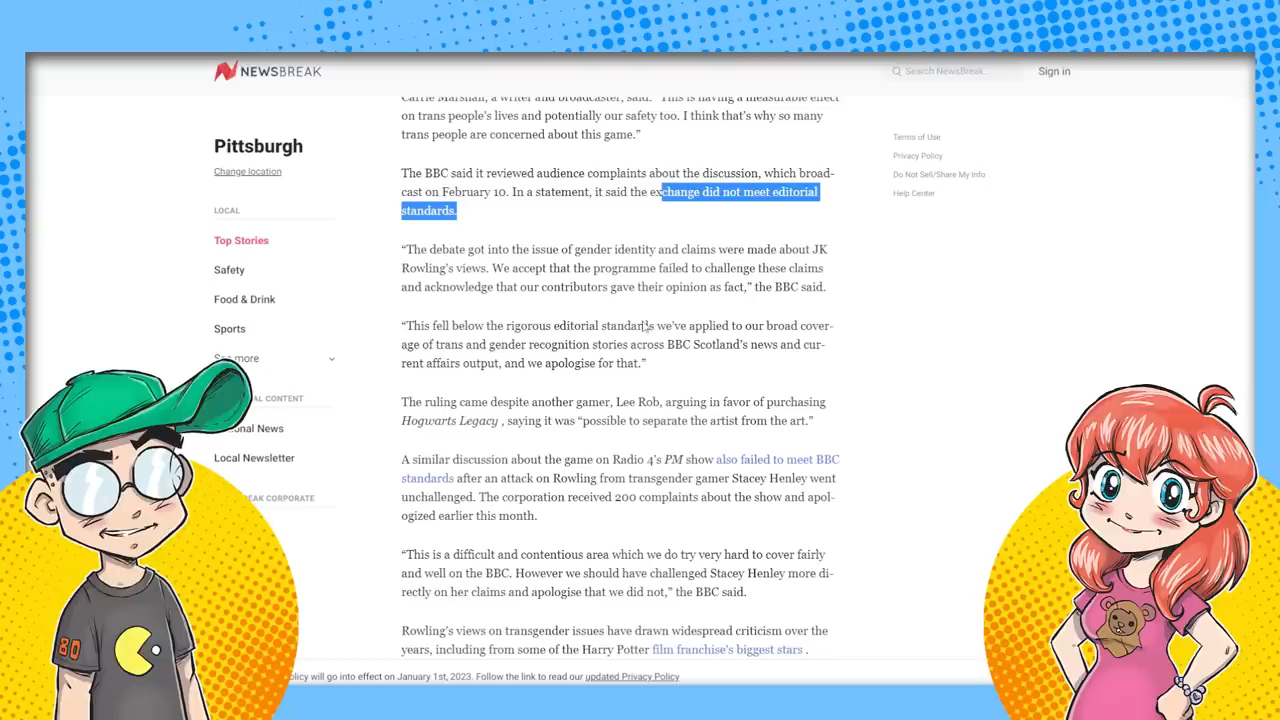 NEWSBREAK
Search NewsBreak...
Sign in
Pittsburgh
Change location
LOCAL
Top Stories
Safety
Food & Drink
Sports
See more
AL CONTENT
onal News
Local Newsletter
EAK CORPORATE
Carrie Marshall, a writer and broadcaster, said: “This is having a measurable effect
on trans people’s lives and potentially our safety too. I think that’s why so many
trans people are concerned about this game.”
The BBC said it reviewed audience complaints about the discussion, which broad-
cast on February 10. In a statement, it said the exchange did not meet editorial
standards.
“The debate got into the issue of gender identity and claims were made about JK
Rowling’s views. We accept that the programme failed to challenge these claims
and acknowledge that our contributors gave their opinion as fact,” the BBC said.
“This fell below the rigorous editorial standards we’ve applied to our broad cover-
age of trans and gender recognition stories across BBC Scotland’s news and cur-
rent affairs output, and we apologise for that.”
The ruling came despite another gamer, Lee Rob, arguing in favor of purchasing
Hogwarts Legacy , saying it was “possible to separate the artist from the art.”
A similar discussion about the game on Radio 4’s PM show also failed to meet BBC
standards after an attack on Rowling from transgender gamer Stacey Henley went
unchallenged. The corporation received 200 complaints about the show and apol-
ogized earlier this month.
“This is a difficult and contentious area which we do try very hard to cover fairly
and well on the BBC. However we should have challenged Stacey Henley more di-
rectly on her claims and apologise that we did not,” the BBC said.
Rowling’s views on transgender issues have drawn widespread criticism over the
years, including from some of the Harry Potter film franchise’s biggest stars .
Terms of Use
Privacy Policy
Do Not Sell/Share My Info
Help Center
olicy will go into effect on January 1st, 2023. Follow the link to read our updated Privacy Policy
80